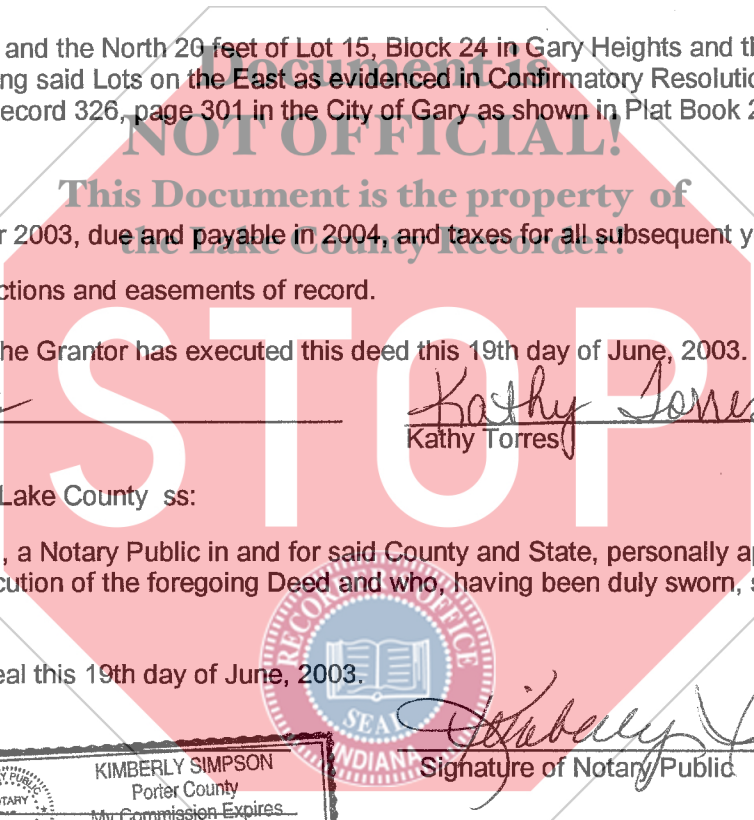 and the North 20 feet of Lot 15, Block 24 in Gary Heights and th
Document is
ng said Lots on the East as evidenced in Confirmatory Resolutio
ecord 326, page 301 in the City of Gary as shown in Plat Book 2
NOT OFFICIAL!
This Document is the property of
r 2003, due and payable in 2004, and taxes for all subsequent y
the Lake County Recorder!
ctions and easements of record.
STOP
he Grantor has executed this deed this 19th day of June, 2003.
Kathy Torres
Kathy Torres
Lake County ss:
, a Notary Public in and for said County and State, personally ap
cution of the foregoing Deed and who, having been duly sworn, s
RECORDER'S OFFICE
eal this 19th day of June, 2003.
SEAL
INDIANA
Kimberly
Signature of Notary Public
KIMBERLY SIMPSON
Porter County
My Commission Expires